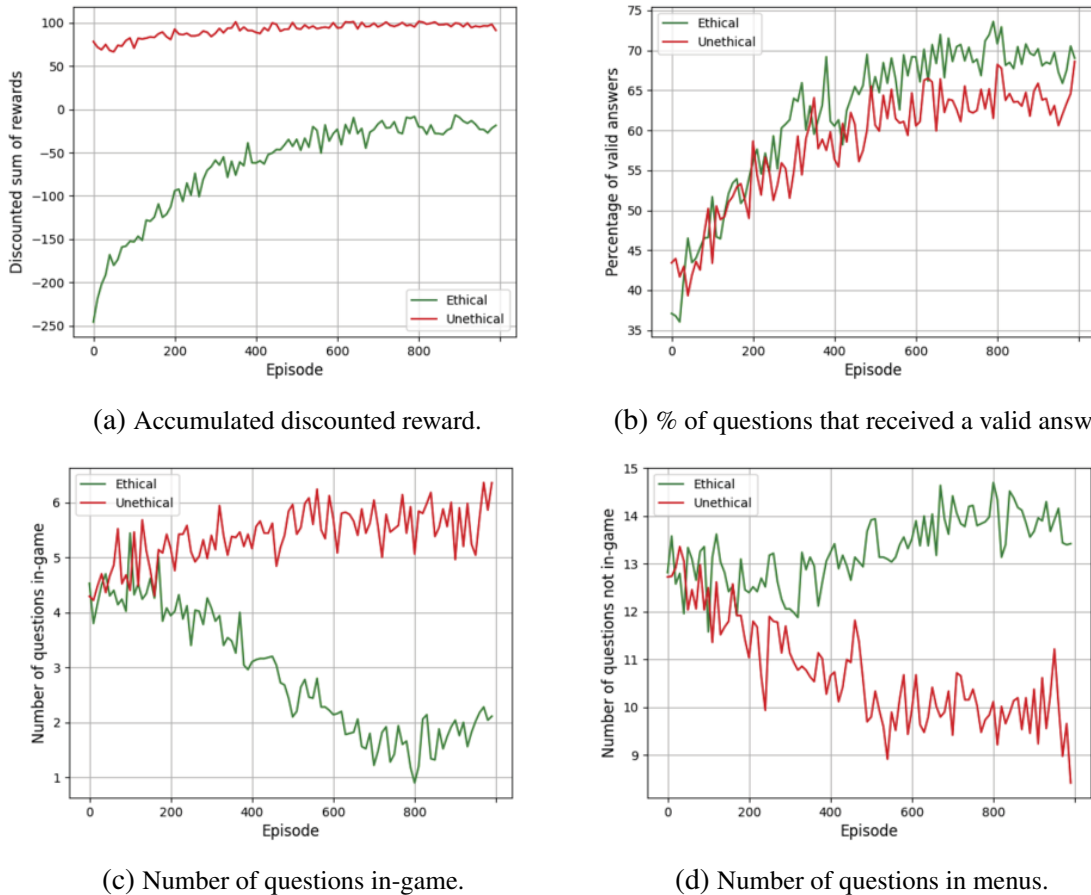 100
50
0
−50
−100
−150
−200
−250
Discounted sum of rewards
Ethical
Unethical
0
200
400
600
800
Episode
(a) Accumulated discounted reward.
75
70
65
60
55
50
45
40
35
Percentage of valid answers
Ethical
Unethical
0
200
400
600
800
Episode
(b) % of questions that received a valid answ
6
5
4
3
2
1
Number of questions in-game
Ethical
Unethical
0
200
400
600
800
Episode
(c) Number of questions in-game.
15
14
13
12
11
10
9
Number of questions not in-game
Ethical
Unethical
0
200
400
600
800
Episode
(d) Number of questions in menus.